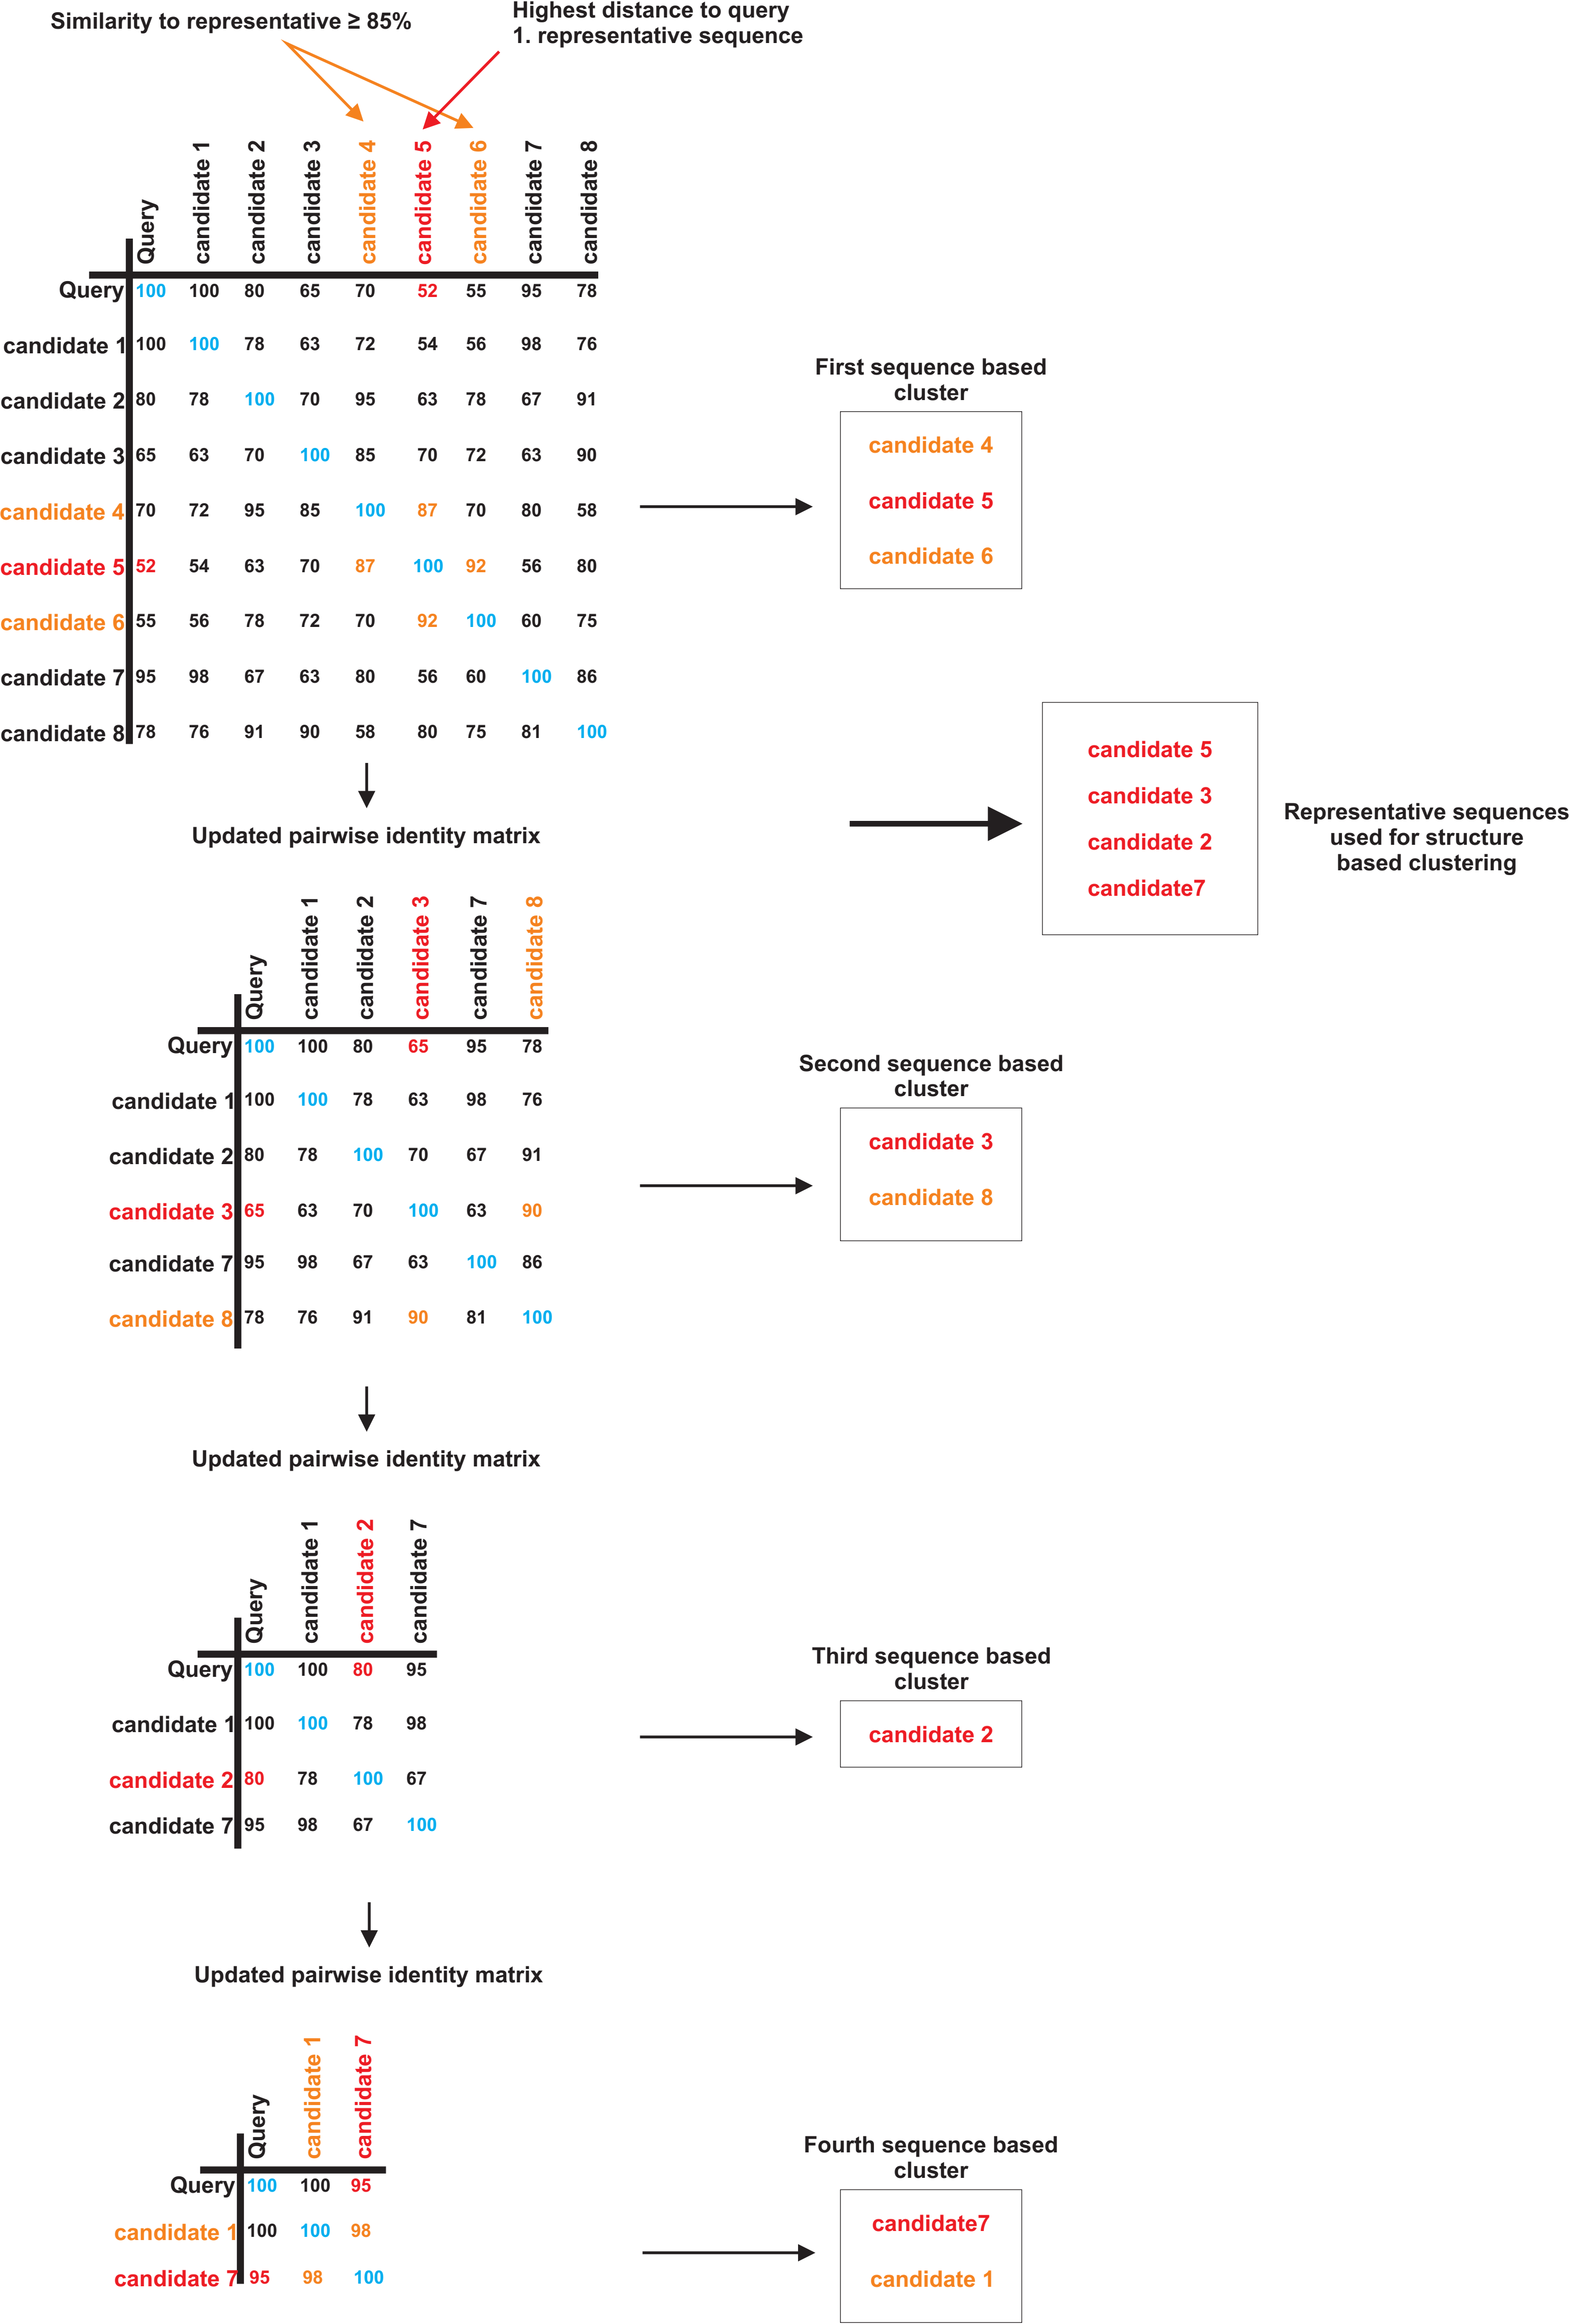 Similarity to representative ≥ 85%
Highest distance to query
1. representative sequence
Query candidate 1 candidate 2 candidate 3 candidate 4 candidate 5 candidate 6 candidate 7 candidate 8
Query 100 100 80 65 70 52 55 95 78
candidate 1 100 100 78 63 72 54 56 98 76
candidate 2 80 78 100 70 95 63 78 67 91
candidate 3 65 63 70 100 85 70 72 63 90
candidate 4 70 72 95 85 100 87 70 80 58
candidate 5 52 54 63 70 87 100 92 56 80
candidate 6 55 56 78 72 70 92 100 60 75
candidate 7 95 98 67 63 80 56 60 100 86
candidate 8 78 76 91 90 58 80 75 81 100
First sequence based
cluster
candidate 4
candidate 5
candidate 6
Updated pairwise identity matrix
candidate 5
candidate 3
candidate 2
candidate7
Representative sequences
used for structure
based clustering
Query candidate 1 candidate 2 candidate 3 candidate 7 candidate 8
Query 100 100 80 65 95 78
candidate 1 100 100 78 63 98 76
candidate 2 80 78 100 70 67 91
candidate 3 65 63 70 100 63 90
candidate 7 95 98 67 63 100 86
candidate 8 78 76 91 90 81 100
Second sequence based
cluster
candidate 3
candidate 8
Updated pairwise identity matrix
Query candidate 1 candidate 2 candidate 7
Query 100 100 80 95
candidate 1 100 100 78 98
candidate 2 80 78 100 67
candidate 7 95 98 67 100
Third sequence based
cluster
candidate 2
Updated pairwise identity matrix
Query candidate 1 candidate 7
Query 100 100 95
candidate 1 100 100 98
candidate 7 95 98 100
Fourth sequence based
cluster
candidate7
candidate 1